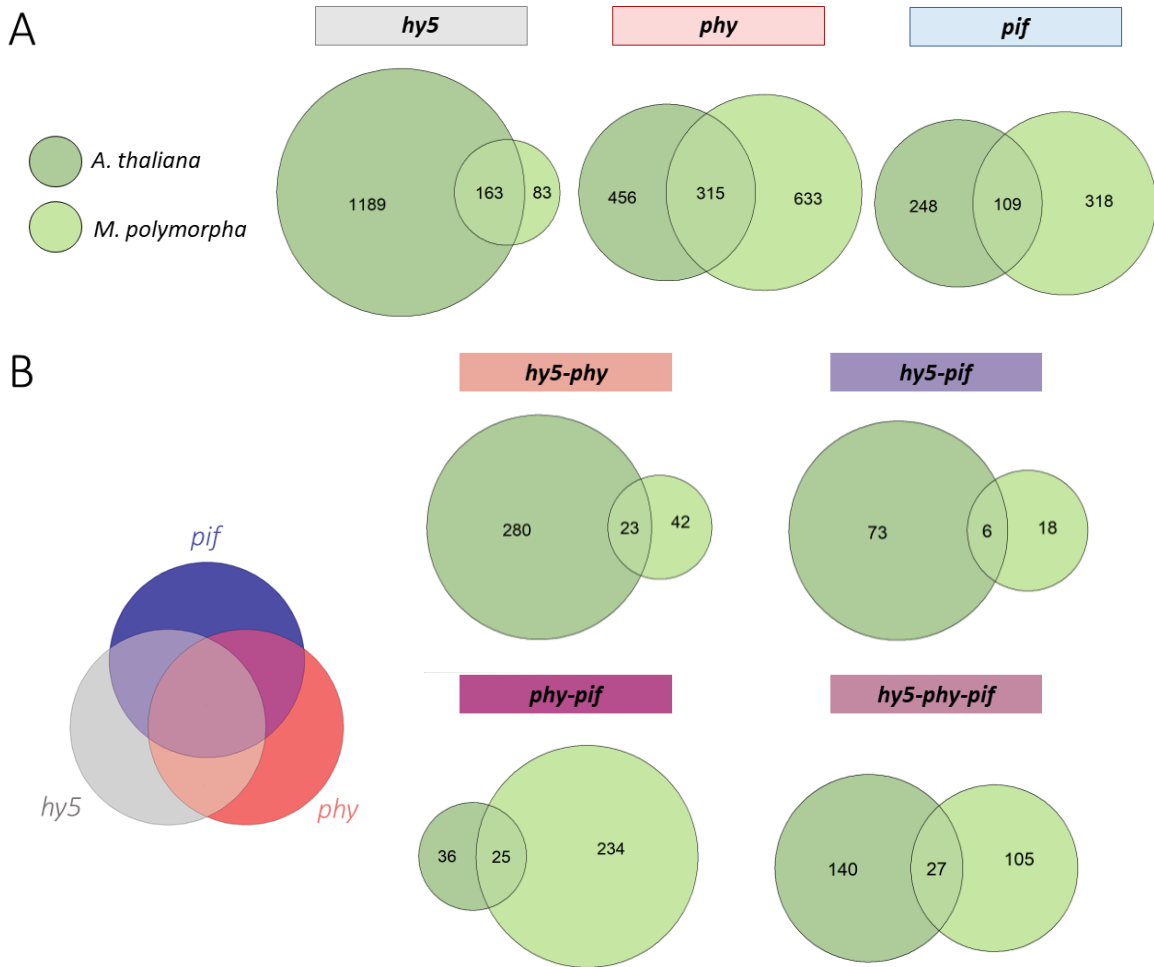 A
hy5
phy
pif
A. thaliana
M. polymorpha
1189
163
83
456
315
633
248
109
318
B
hy5-phy
hy5-pif
280
23
42
73
6
18
pif
hy5
phy
phy-pif
hy5-phy-pif
36
25
234
140
27
105